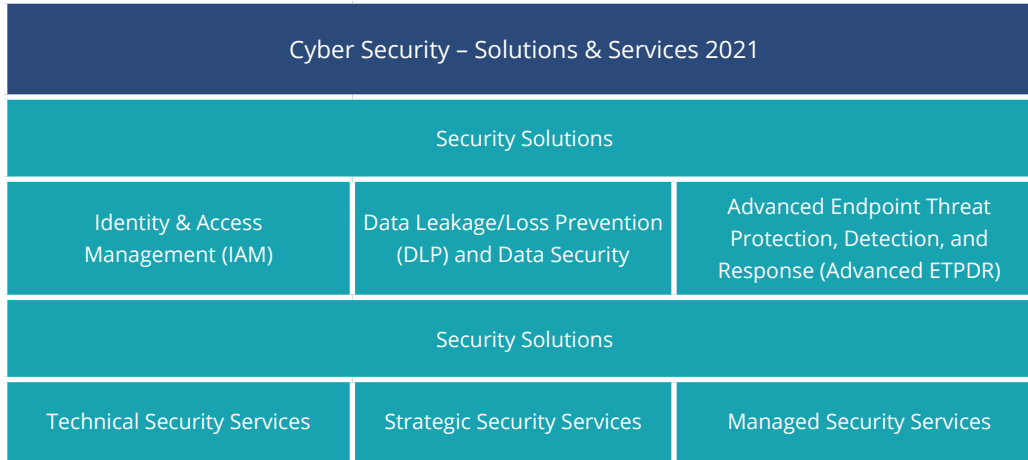 Cyber Security – Solutions & Services 2021
Security Solutions
Identity & Access
Management (IAM)
Data Leakage/Loss Prevention
(DLP) and Data Security
Advanced Endpoint Threat
Protection, Detection, and
Response (Advanced ETPDR)
Security Solutions
Technical Security Services
Strategic Security Services
Managed Security Services